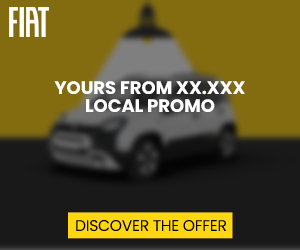 FIAT
YOURS FROM XX.XXX
LOCAL PROMO
DISCOVER THE OFFER